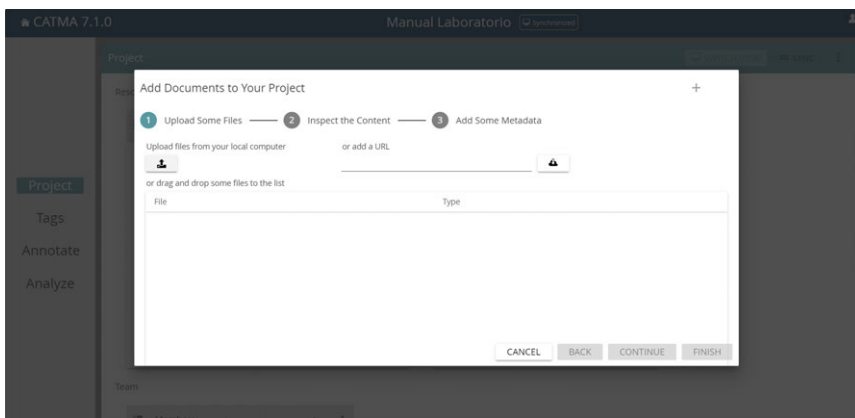 CATMA 7.1.0
Manual Laboratorio Synchronized
Project
Add Documents to Your Project
1 Upload Some Files 2 Inspect the Content 3 Add Some Metadata
Upload files from your local computer or add a URL
or drag and drop some files to the list
File Type
Project
Tags
Annotate
Analyze
CANCEL BACK CONTINUE FINISH
Team